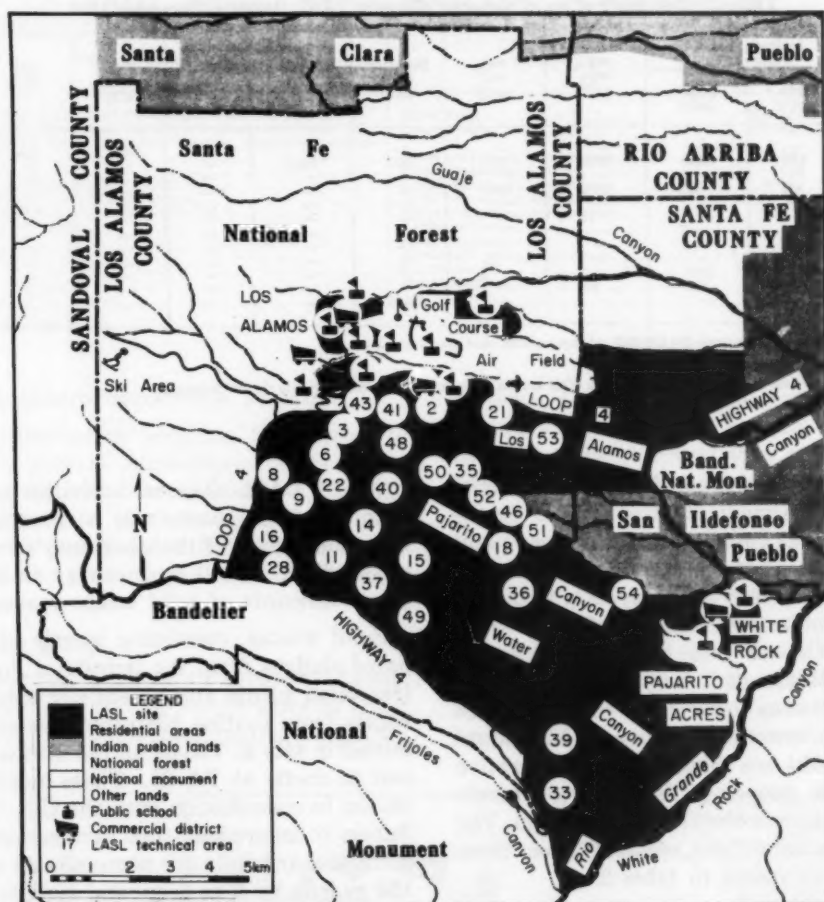 Santa Clara Pueblo
SANDOVAL COUNTY
LOS ALAMOS COUNTY
Santa Fe
LOS ALAMOS COUNTY
RIO ARRIBA COUNTY
Guaje
SANTA FE COUNTY
National Forest
Canyon
LOS ALAMOS
Golf Course
Ski Area
Air Field
LOOP 4
HIGHWAY 4
43
41
2
21
3
48
Los Alamos Canyon
53
6
Band. Nat. Mon.
4
8
50
35
22
9
40
52
46
San Ildefonso Pueblo
Pajarito
51
14
N
16
18
LOOP
11
15
28
37
36
Canyon
54
Bandelier
49
WHITE ROCK
HIGHWAY 4
Water
PAJARITO ACRES
Canyon
LEGEND
LASL site
Residential areas
Indian pueblo lands
National forest
National monument
Other lands
Public school
Commercial district
17 LASL technical area
0 1 2 3 4 5km
National
Frijoles
Canyon
39
33
Grande
Rock
Monument
Rio
White
Canyon